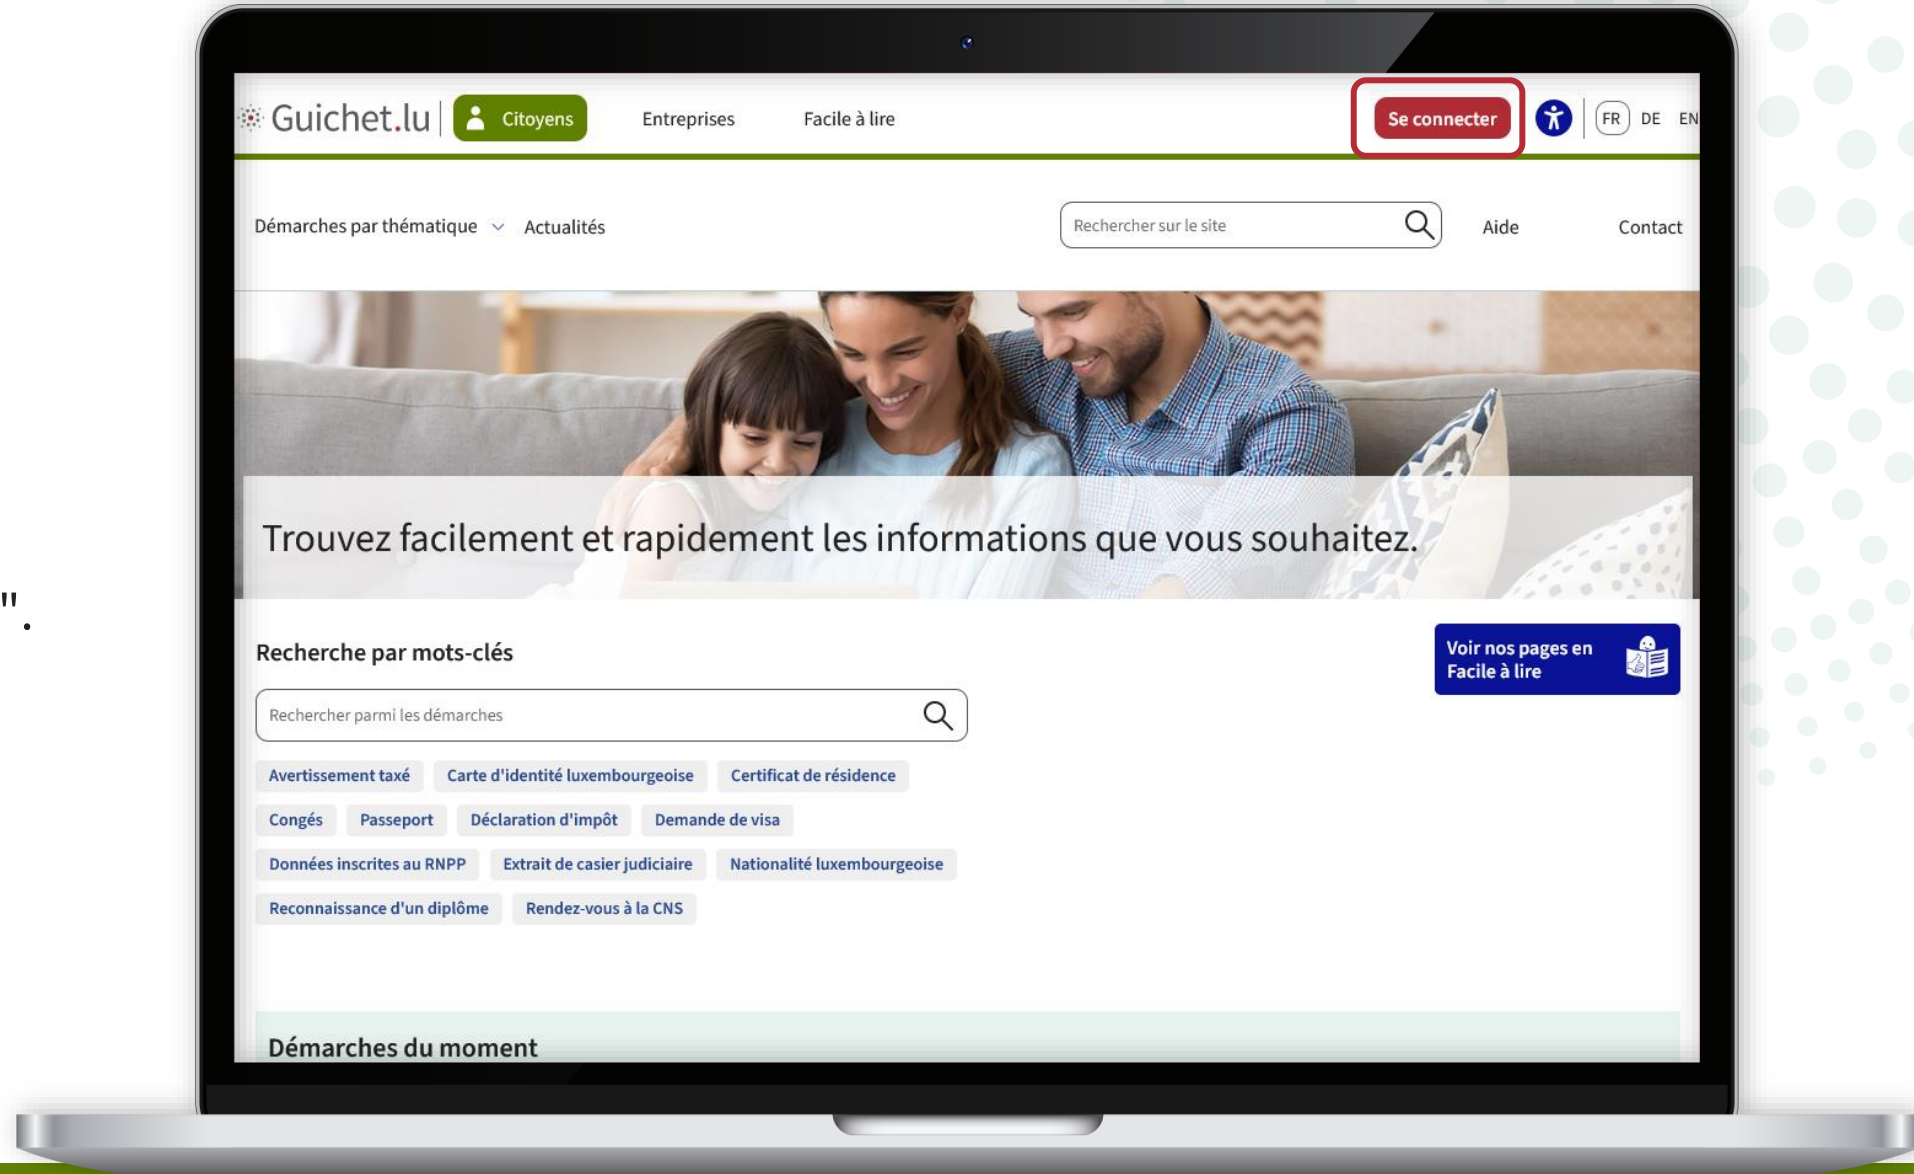 Guichet.lu Citoyens Entreprises Facile à lire Se connecter FR DE EN
Démarches par thématique Actualités Rechercher sur le site Aide Contact
Trouvez facilement et rapidement les informations que vous souhaitez.
".
Recherche par mots-clés
Voir nos pages en
Facile à lire
Rechercher parmi les démarches
Avertissement taxé Carte d'identité luxembourgeoise Certificat de résidence
Congés Passeport Déclaration d'impôt Demande de visa
Données inscrites au RNPP Extrait de casier judiciaire Nationalité luxembourgeoise
Reconnaissance d'un diplôme Rendez-vous à la CNS
Démarches du moment